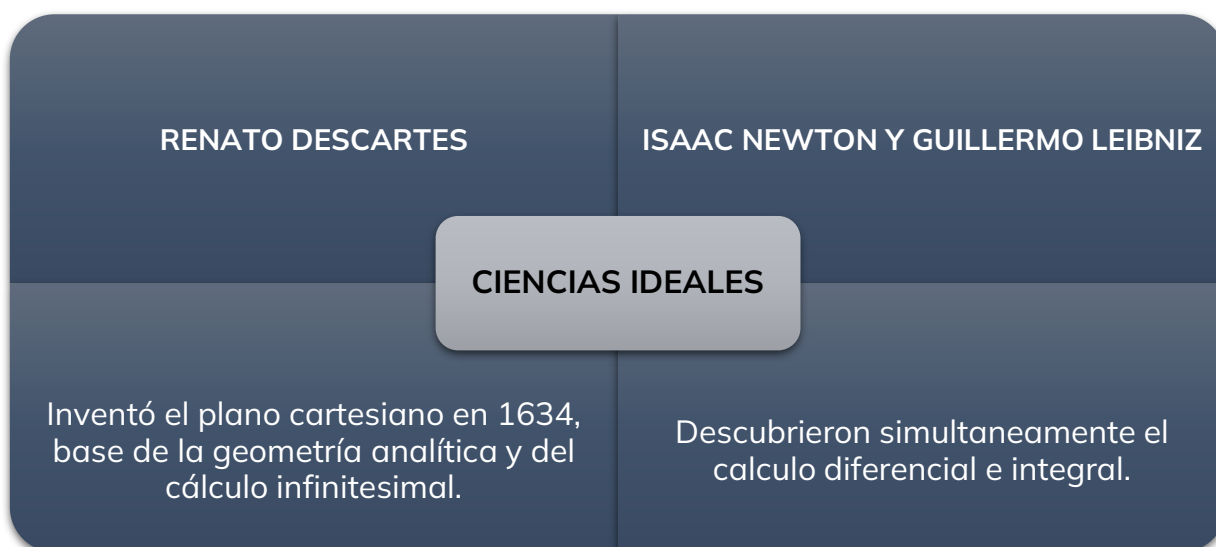 RENATO DESCARTES
ISAAC NEWTON Y GUILLERMO LEIBNIZ
CIENCIAS IDEALES
Inventó el plano cartesiano en 1634,
base de la geometría analítica y del
cálculo infinitesimal.
Descubrieron simultaneamente el
calculo diferencial e integral.